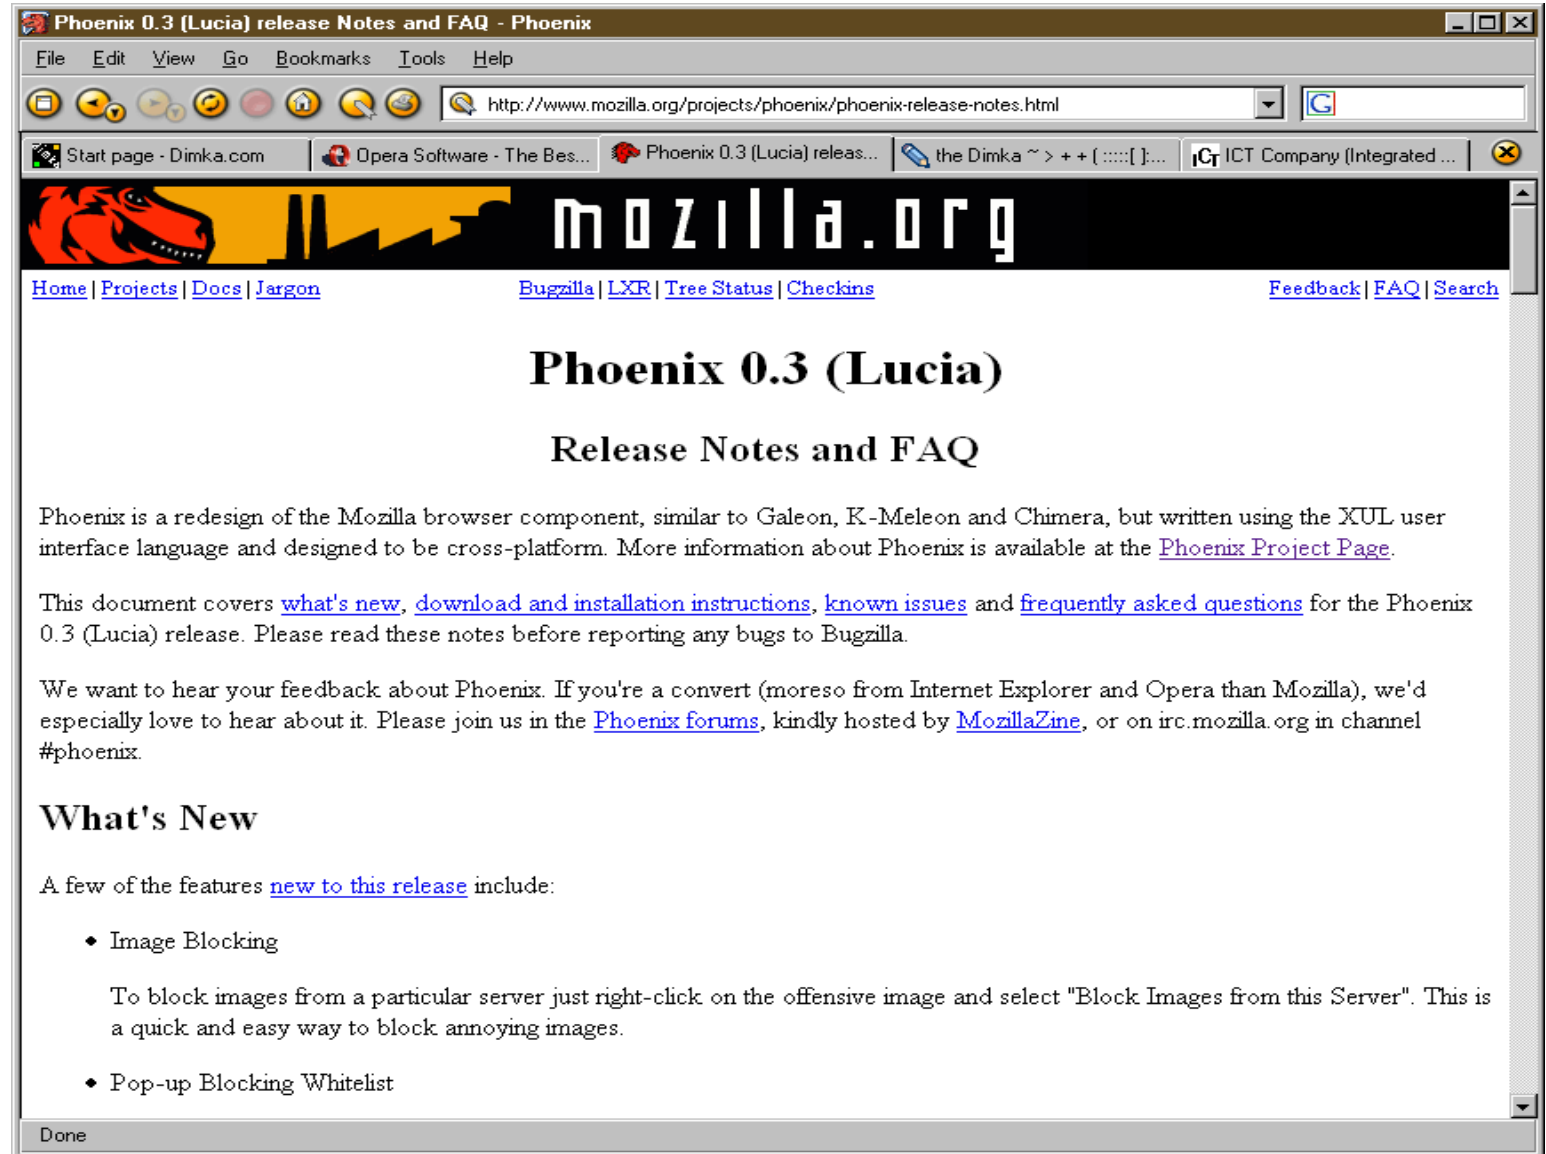 Phoenix 0.3 (Lucia) release Notes and FAQ - Phoenix
File Edit View Go Bookmarks Tools Help
http://www.mozilla.org/projects/phoenix/phoenix-release-notes.html
G
Start page - Dimka.com
Opera Software - The Bes...
Phoenix 0.3 (Lucia) releas...
the Dimka ~ > + + ( :::::[ ]:...
ICT ICT Company (Integrated ...
mozilla.org
Home | Projects | Docs | Jargon
Bugzilla | LXR | Tree Status | Checkins
Feedback | FAQ | Search
Phoenix 0.3 (Lucia)
Release Notes and FAQ
Phoenix is a redesign of the Mozilla browser component, similar to Galeon, K-Meleon and Chimera, but written using the XUL user
interface language and designed to be cross-platform. More information about Phoenix is available at the Phoenix Project Page.
This document covers what's new, download and installation instructions, known issues and frequently asked questions for the Phoenix
0.3 (Lucia) release. Please read these notes before reporting any bugs to Bugzilla.
We want to hear your feedback about Phoenix. If you're a convert (moreso from Internet Explorer and Opera than Mozilla), we'd
especially love to hear about it. Please join us in the Phoenix forums, kindly hosted by MozillaZine, or on irc.mozilla.org in channel
#phoenix.
What's New
A few of the features new to this release include:
• Image Blocking
To block images from a particular server just right-click on the offensive image and select "Block Images from this Server". This is
a quick and easy way to block annoying images.
• Pop-up Blocking Whitelist
Done